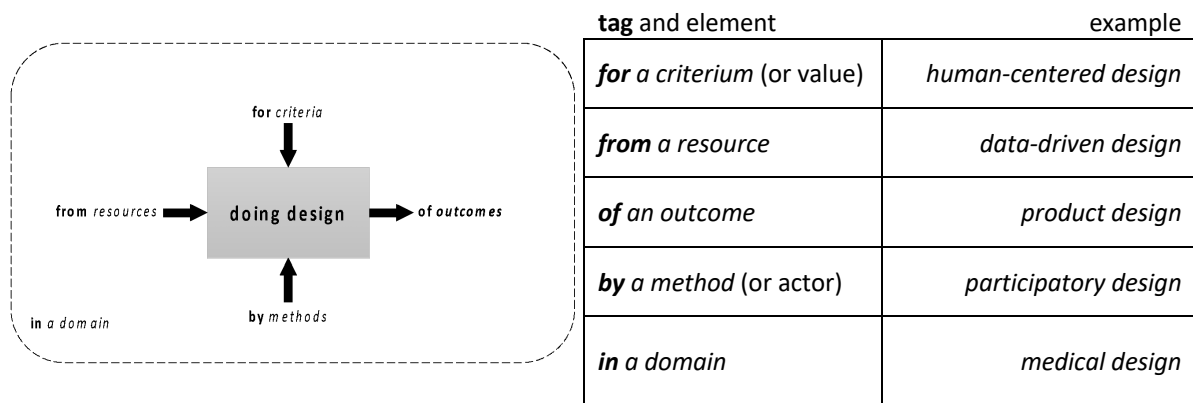 for criteria
from resources
doing design
of outcomes
by methods
in a domain
tag and element example
for a criterium (or value) human-centered design
from a resource data-driven design
of an outcome product design
by a method (or actor) participatory design
in a domain medical design